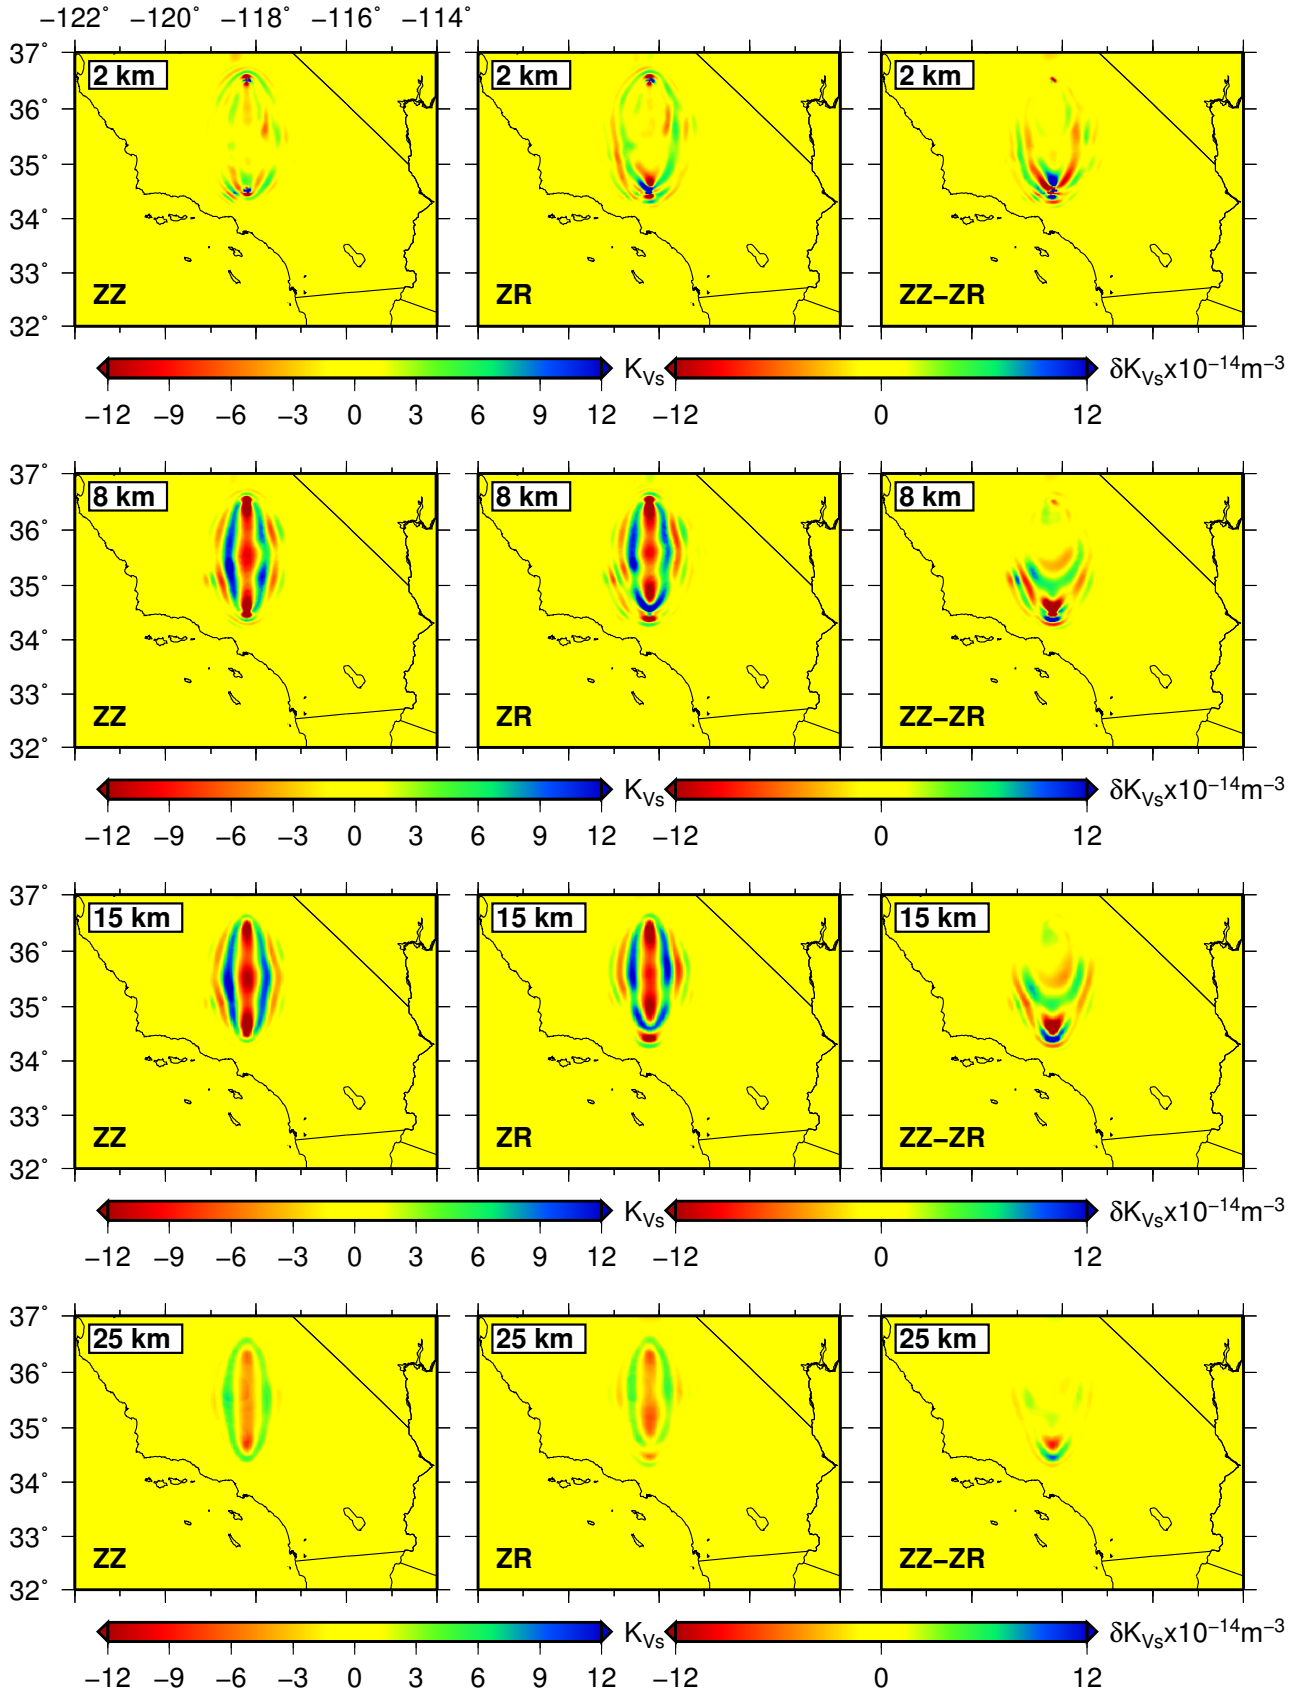 −122˚ −120˚ −118˚ −116˚ −114˚
37˚
36˚
35˚
34˚
33˚
32˚
2 km
ZZ
2 km
ZR
2 km
ZZ−ZR
−12 −9 −6 −3 0 3 6 9 12
K_Vs
−12 0 12
δK_Vs x10⁻¹⁴m⁻³
37˚
36˚
35˚
34˚
33˚
32˚
8 km
ZZ
8 km
ZR
8 km
ZZ−ZR
−12 −9 −6 −3 0 3 6 9 12
K_Vs
−12 0 12
δK_Vs x10⁻¹⁴m⁻³
37˚
36˚
35˚
34˚
33˚
32˚
15 km
ZZ
15 km
ZR
15 km
ZZ−ZR
−12 −9 −6 −3 0 3 6 9 12
K_Vs
−12 0 12
δK_Vs x10⁻¹⁴m⁻³
37˚
36˚
35˚
34˚
33˚
32˚
25 km
ZZ
25 km
ZR
25 km
ZZ−ZR
−12 −9 −6 −3 0 3 6 9 12
K_Vs
−12 0 12
δK_Vs x10⁻¹⁴m⁻³